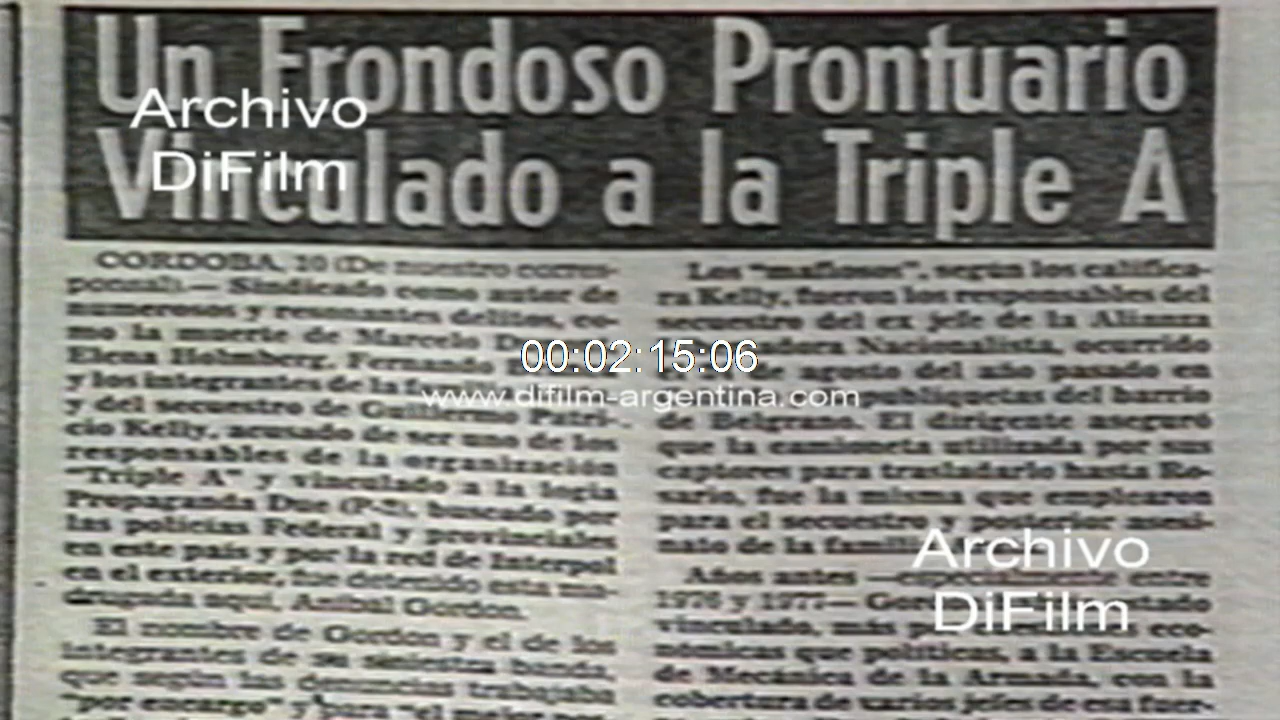 Un Frondoso Prontuario
Vinculado a la Triple A
Archivo
DiFilm
CORDOBA, 10 (De nuestro corres-
ponsal).— Sindicado como autor de
numerosos y resonantes delitos, co-
mo la muerte de Marcelo
Elena Holmberg, Fernando
y los integrantes de la
y del secuestro de Guillermo Patri-
cio Kelly, acusado de ser uno de los
responsables de la organización
"Triple A" y vinculado a la logia
Propaganda Due (P-2), buscado por
las policías Federal y provinciales
en este país y por la red de Interpol
en el exterior, fue detenido esta ma-
drugada aquí, Aníbal Gordon.
El nombre de Gordon y el de los
integrantes de su siniestra banda,
que según las denuncias trabajaba
"por encargo" y para "el mejor pos-
Los "mafiosos", según los califica-
ra Kelly, fueron los responsables del
secuestro del ex jefe de la Alianza
Nacionalista, ocurrido
de agosto del año pasado en
del barrio
de Belgrano. El dirigente aseguró
que la camioneta utilizada por sus
captores para trasladarlo hasta Ro-
sario, fue la misma que emplearon
para el secuestro y posterior asesi-
nato de la
Años antes —especialmente entre
1976 y 1977—
vinculado, más eco-
nómicas que políticas, a la Escuela
de Mecánica de la Armada, con la
cobertura de varios jefes de esa fuer-
00:02:15:06
www.difilm-argentina.com
Archivo
DiFilm